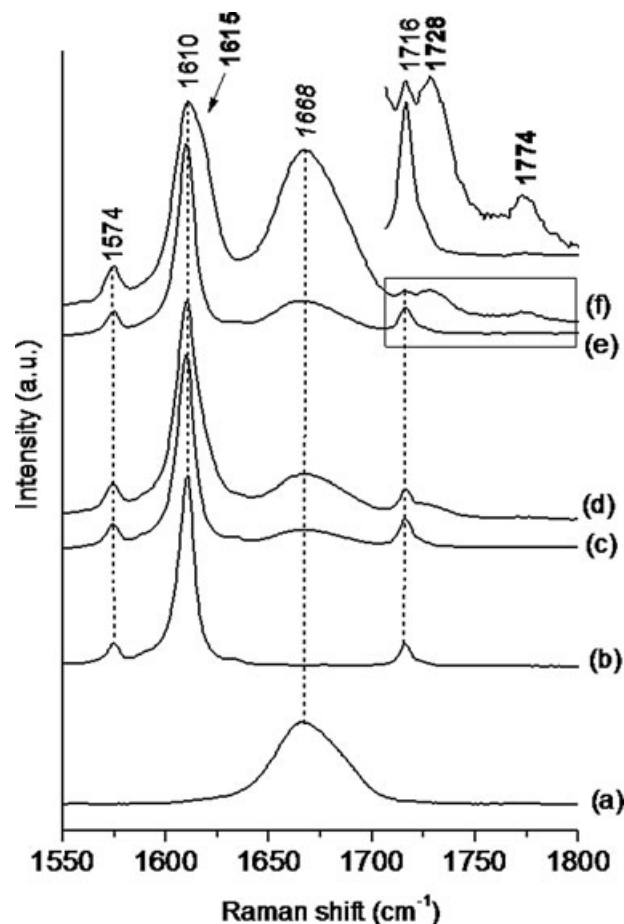 1574
1610
1615
1668
1716
1728
1774
(f)
(e)
(d)
(c)
(b)
(a)
Intensity (a.u.)
1550 1600 1650 1700 1750 1800
Raman shift (cm⁻¹)